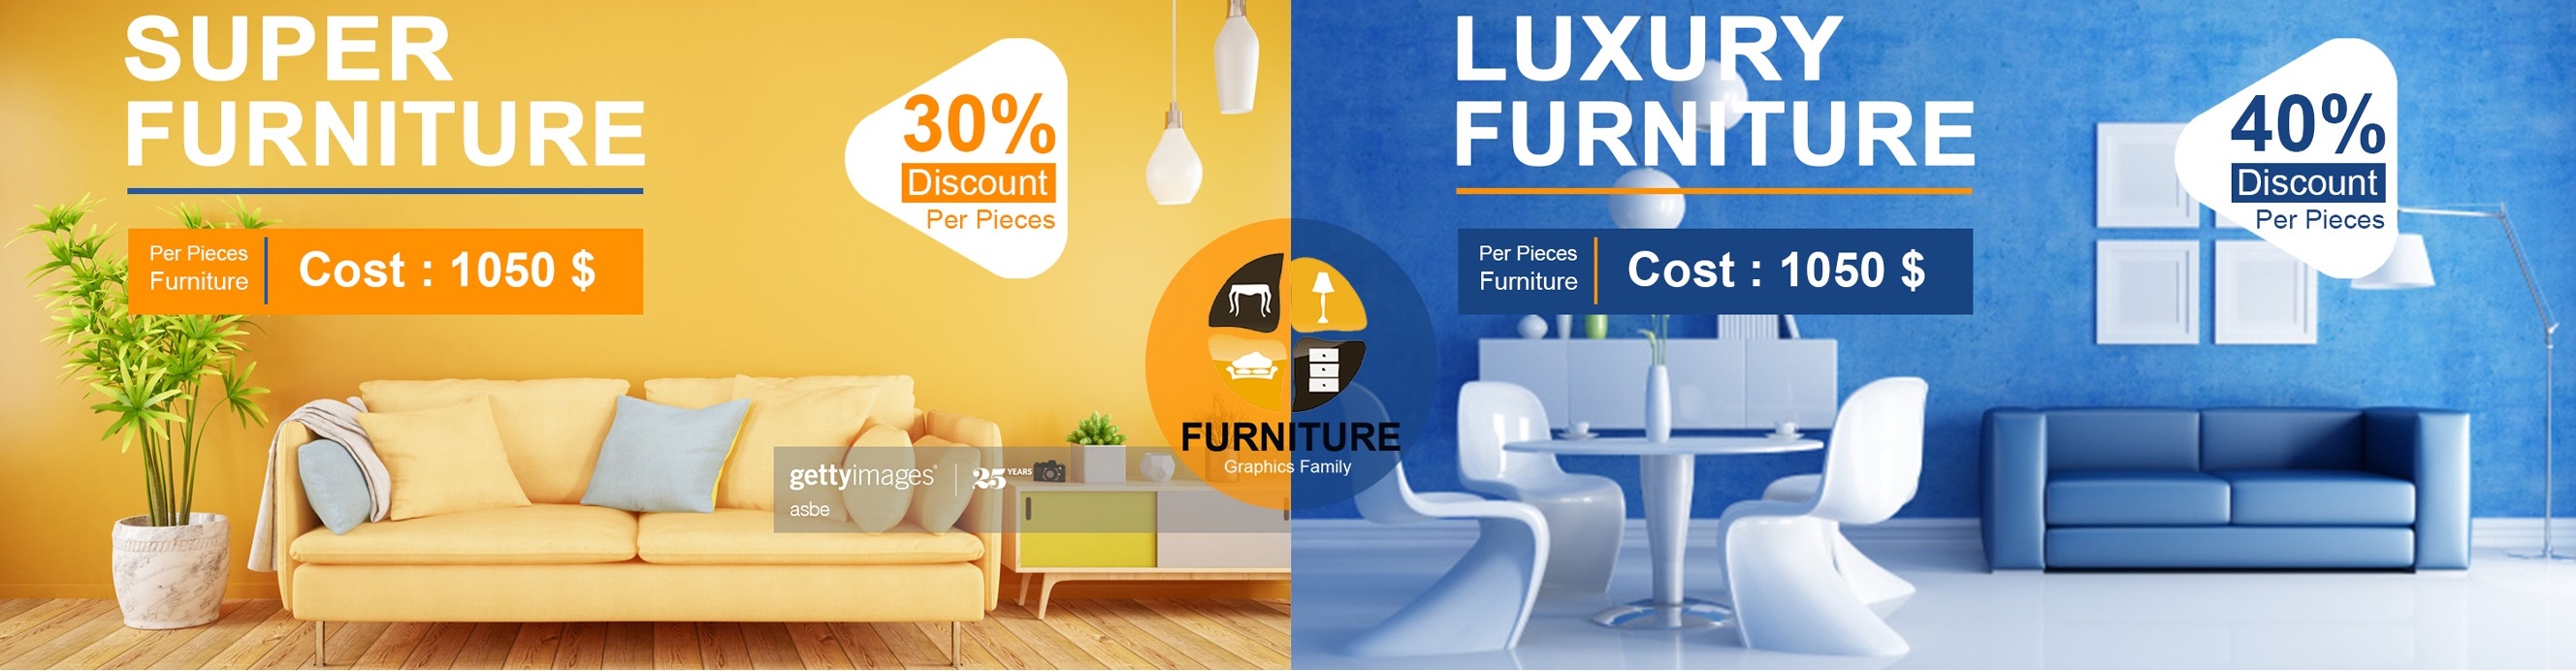 SUPER
FURNITURE
Per Pieces
Furniture
Cost : 1050 $
30%
Discount
Per Pieces
gettyimages® | 25 YEARS
asbe
FURNITURE
Graphics Family
LUXURY
FURNITURE
Per Pieces
Furniture
Cost : 1050 $
40%
Discount
Per Pieces